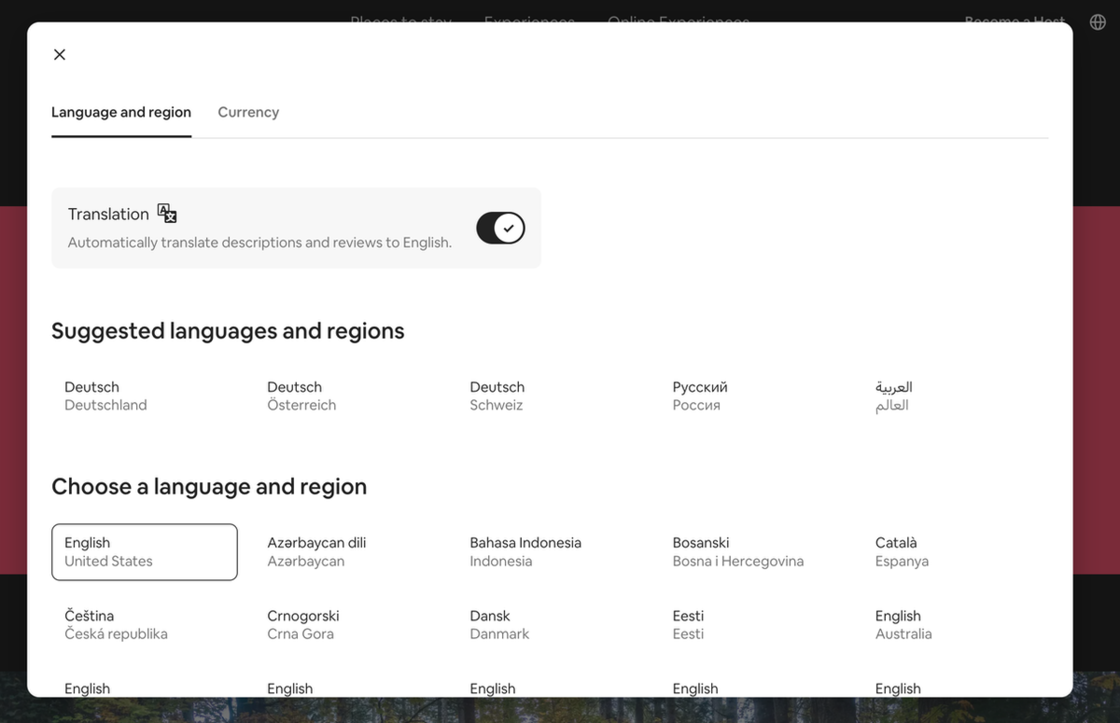 Places to stay
Experiences
Online Experiences
Become a Host
Language and region
Currency
Translation
Automatically translate descriptions and reviews to English.
Suggested languages and regions
Deutsch
Deutschland
Deutsch
Österreich
Deutsch
Schweiz
Русский
Россия
العربية
العالم
Choose a language and region
English
United States
Azərbaycan dili
Azərbaycan
Bahasa Indonesia
Indonesia
Bosanski
Bosna i Hercegovina
Català
Espanya
Čeština
Česká republika
Crnogorski
Crna Gora
Dansk
Danmark
Eesti
Eesti
English
Australia
English
English
English
English
English